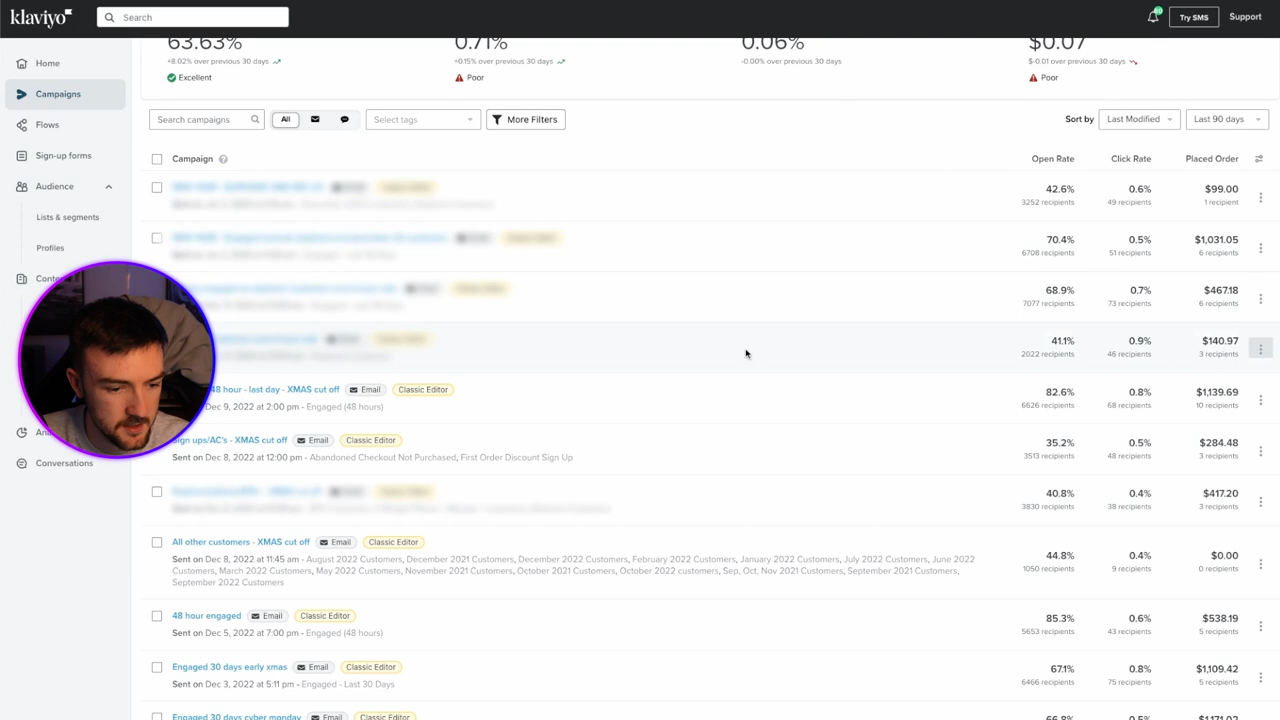 klaviyo
Search
50
Try SMS
Support
63.63%
0.71%
0.06%
$0.07
+8.02% over previous 30 days
+0.15% over previous 30 days
-0.00% over previous 30 days
$-0.01 over previous 30 days
Excellent
Poor
Poor
Home
Campaigns
Flows
Sign-up forms
Audience
Lists & segments
Profiles
Conversations
Search campaigns
All
Select tags
More Filters
Sort by
Last Modified
Last 90 days
Campaign
Open Rate
Click Rate
Placed Order
42.6%
0.6%
$99.00
3252 recipients
49 recipients
1 recipient
70.4%
0.5%
$1,031.05
6708 recipients
51 recipients
6 recipients
68.9%
0.7%
$467.18
7077 recipients
73 recipients
6 recipients
41.1%
0.9%
$140.97
2022 recipients
46 recipients
3 recipients
48 hour - last day - XMAS cut off Email Classic Editor
82.6%
0.8%
$1,139.69
Dec 9, 2022 at 2:00 pm - Engaged (48 hours)
6626 recipients
68 recipients
10 recipients
Sign ups/AC's - XMAS cut off Email Classic Editor
35.2%
0.5%
$284.48
Sent on Dec 8, 2022 at 12:00 pm - Abandoned Checkout Not Purchased, First Order Discount Sign Up
3513 recipients
48 recipients
3 recipients
40.8%
0.4%
$417.20
3830 recipients
38 recipients
3 recipients
All other customers - XMAS cut off Email Classic Editor
44.8%
0.4%
$0.00
Sent on Dec 8, 2022 at 11:45 am - August 2022 Customers, December 2021 Customers, December 2022 Customers, February 2022 Customers, January 2022 Customers, July 2022 Customers, June 2022
Customers, March 2022 Customers, May 2022 Customers, November 2021 Customers, October 2021 Customers, October 2022 customers, Sep, Oct, Nov 2021 Customers, September 2021 Customers,
September 2022 Customers
1050 recipients
9 recipients
0 recipients
48 hour engaged Email Classic Editor
85.3%
0.6%
$538.19
Sent on Dec 5, 2022 at 7:00 pm - Engaged (48 hours)
5653 recipients
43 recipients
5 recipients
Engaged 30 days early xmas Email Classic Editor
67.1%
0.8%
$1,109.42
Sent on Dec 3, 2022 at 5:11 pm - Engaged - Last 30 Days
6466 recipients
75 recipients
5 recipients
Engaged 30 days cyber monday Email Classic Editor
66.8%
0.5%
$1,171.02